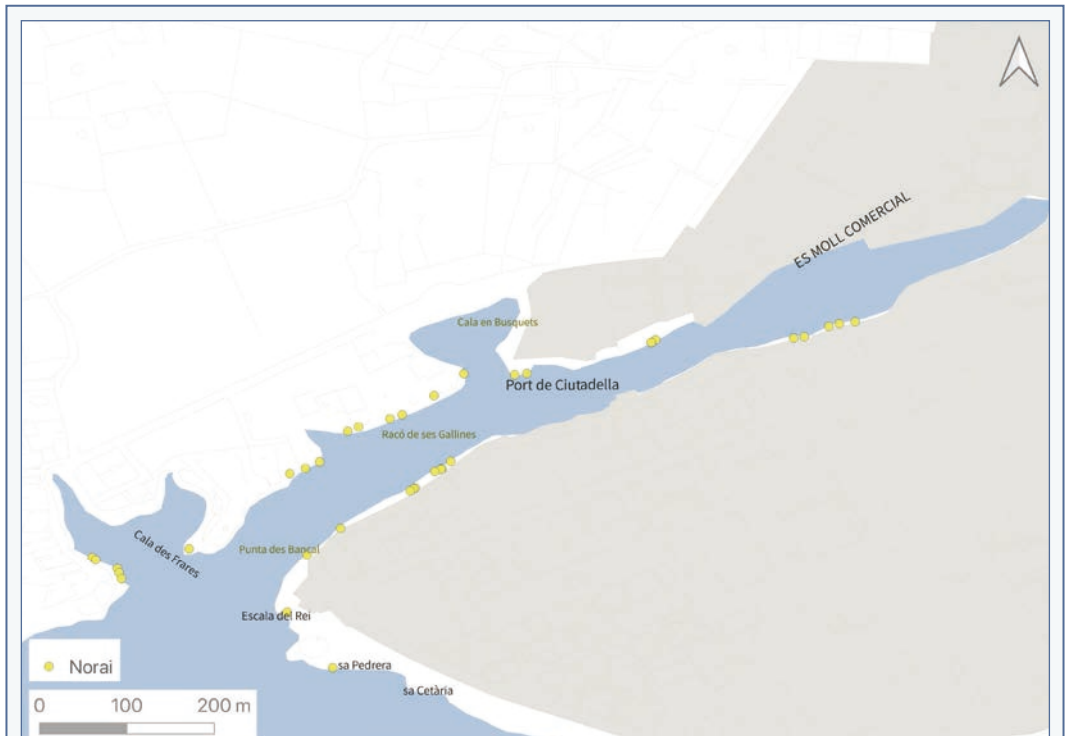 ES MOLL COMERCIAL
Cala en Busquets
Port de Ciutadella
Racó de ses Gallines
Cala des Frares
Punta des Bancal
Escala del Rei
sa Pedrera
sa Cetària
Norai
0 100 200 m